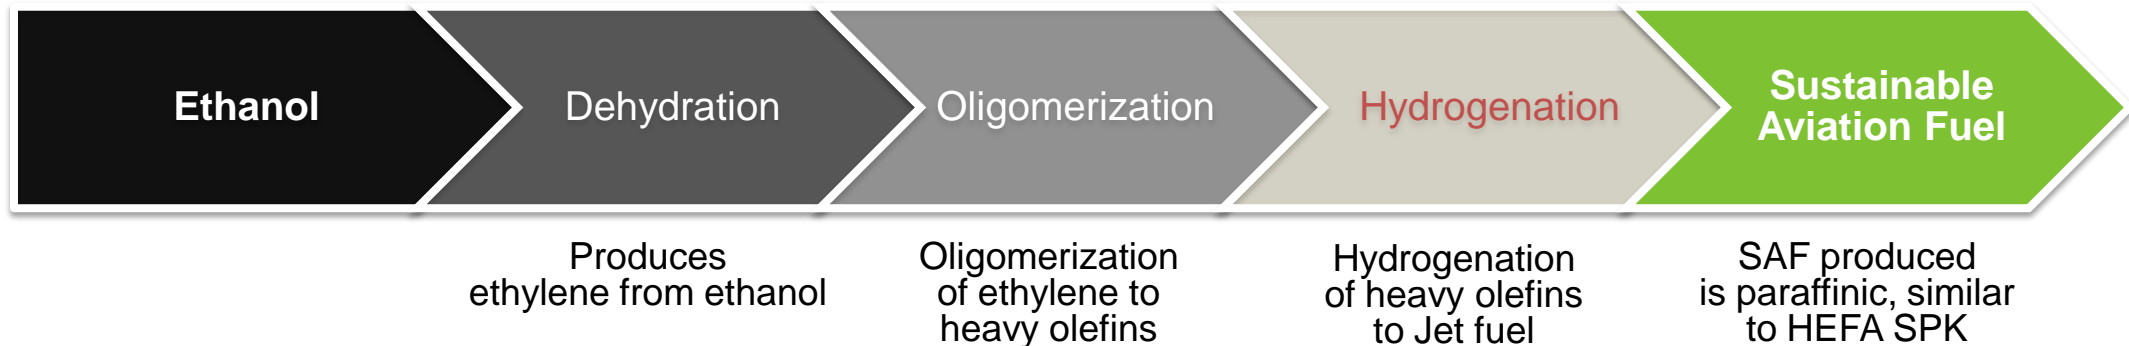 Ethanol
Dehydration
Oligomerization
Hydrogenation
Sustainable
Aviation Fuel
Produces
ethylene from ethanol
Oligomerization
of ethylene to
heavy olefins
Hydrogenation
of heavy olefins
to Jet fuel
SAF produced
is paraffinic, similar
to HEFA SPK